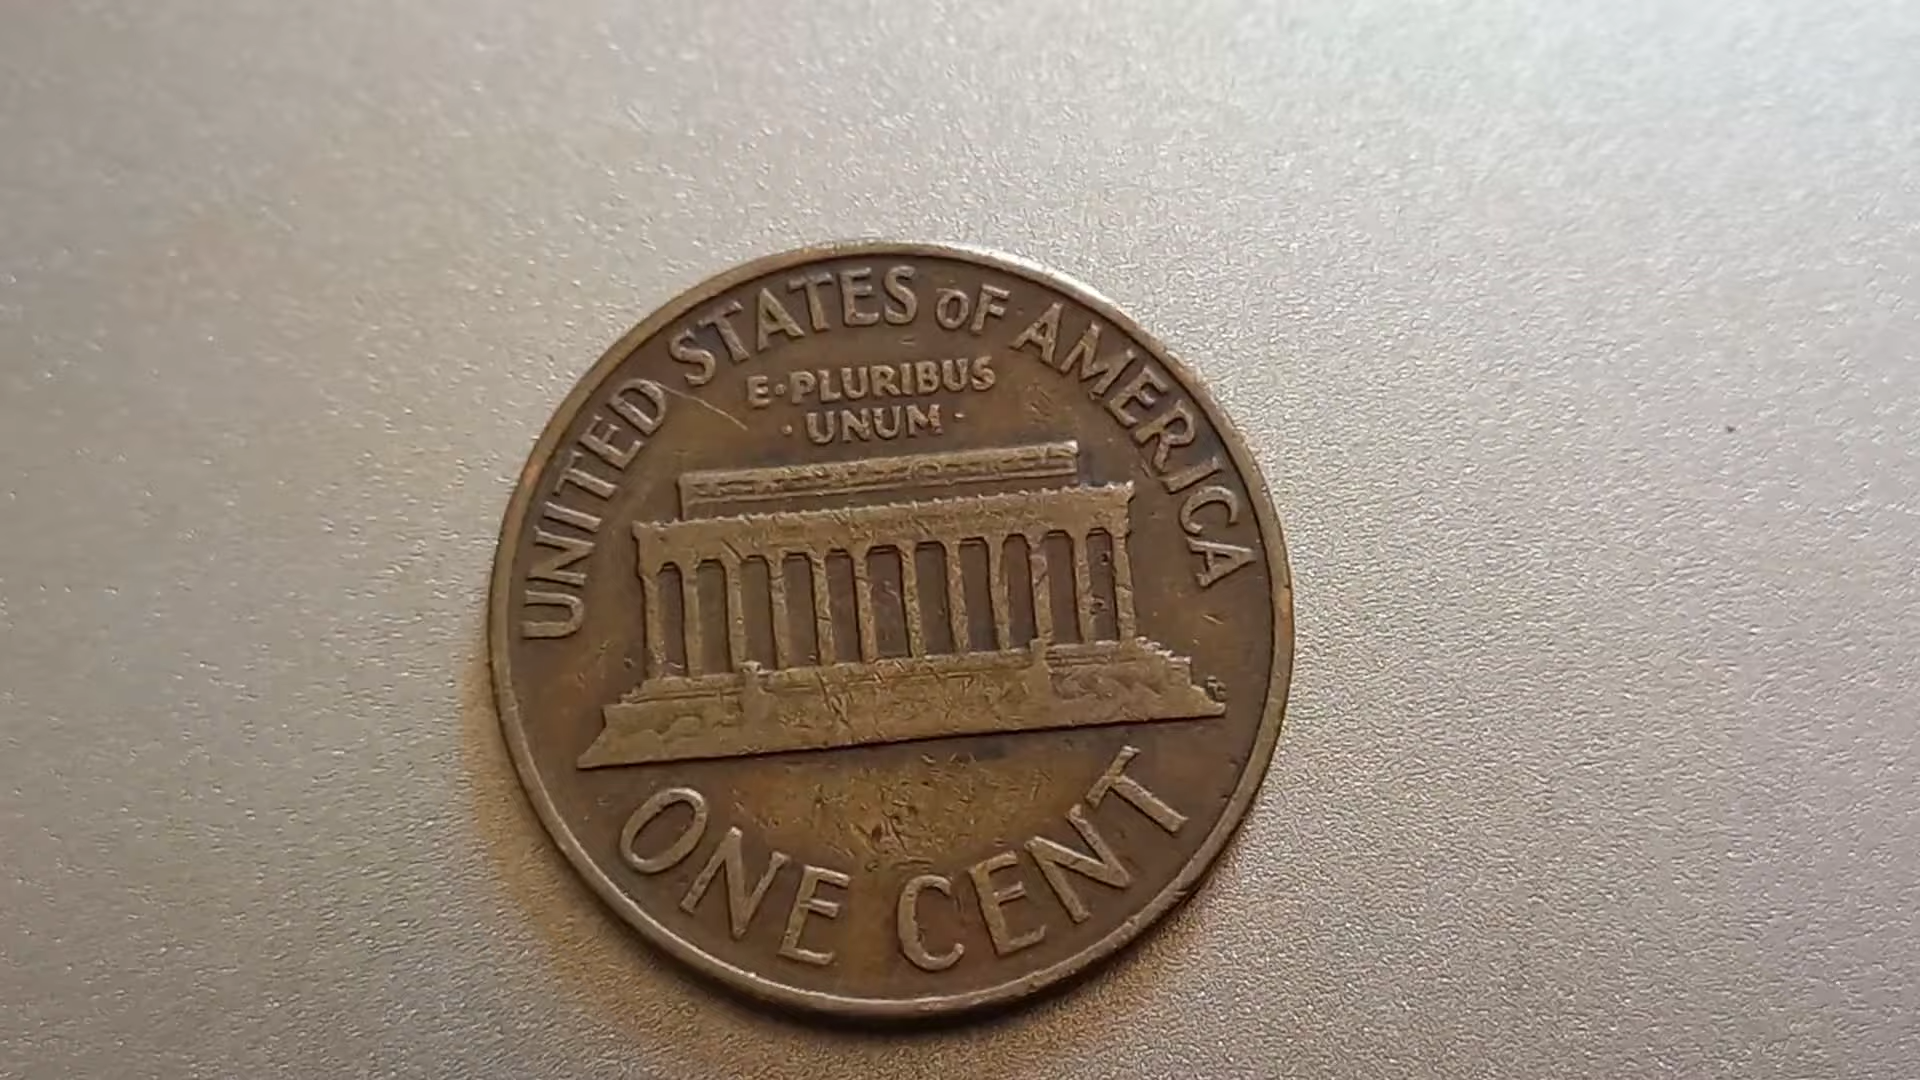 UNITED STATES OF AMERICA
E·PLURIBUS
·UNUM·
ONE CENT